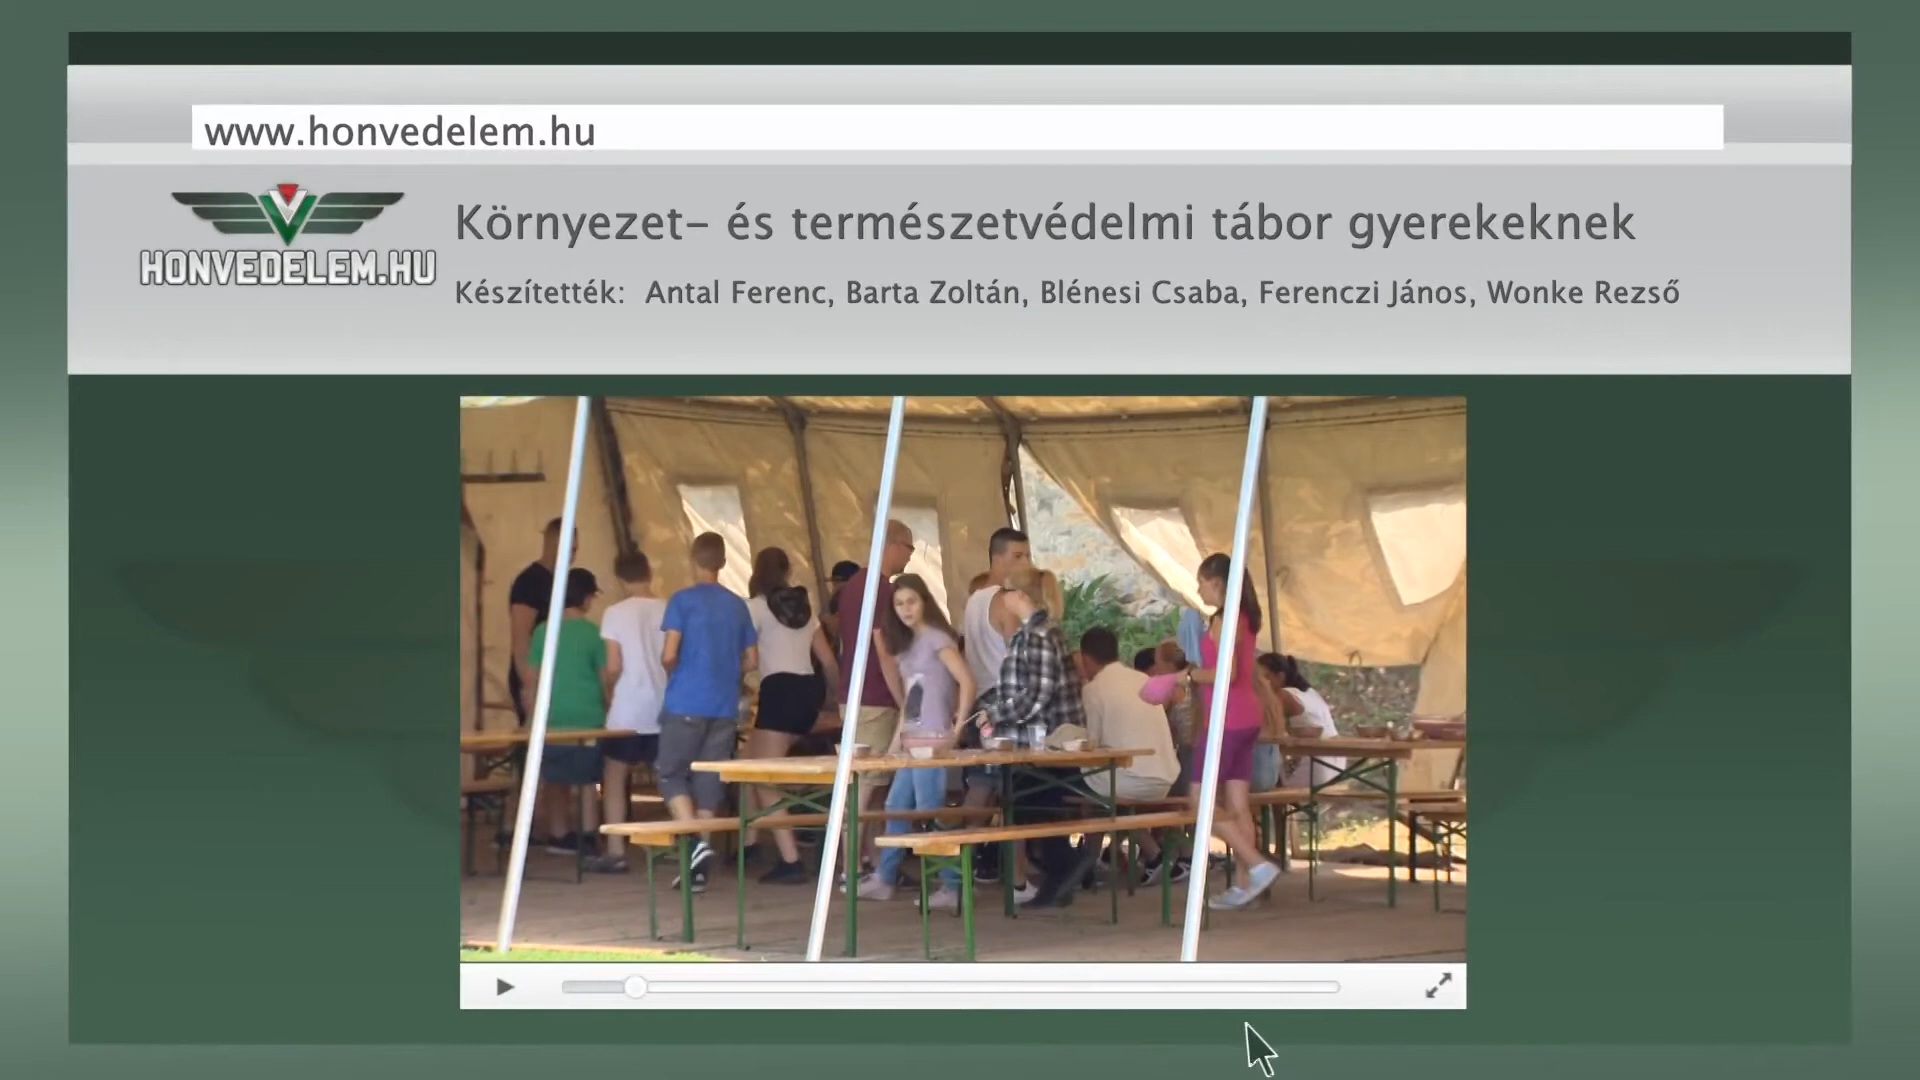 www.honvedelem.hu
HONVEDELEM.HU
Környezet- és természetvédelmi tábor gyerekeknek
Készítették: Antal Ferenc, Barta Zoltán, Blénesi Csaba, Ferenczi János, Wonke Rezső